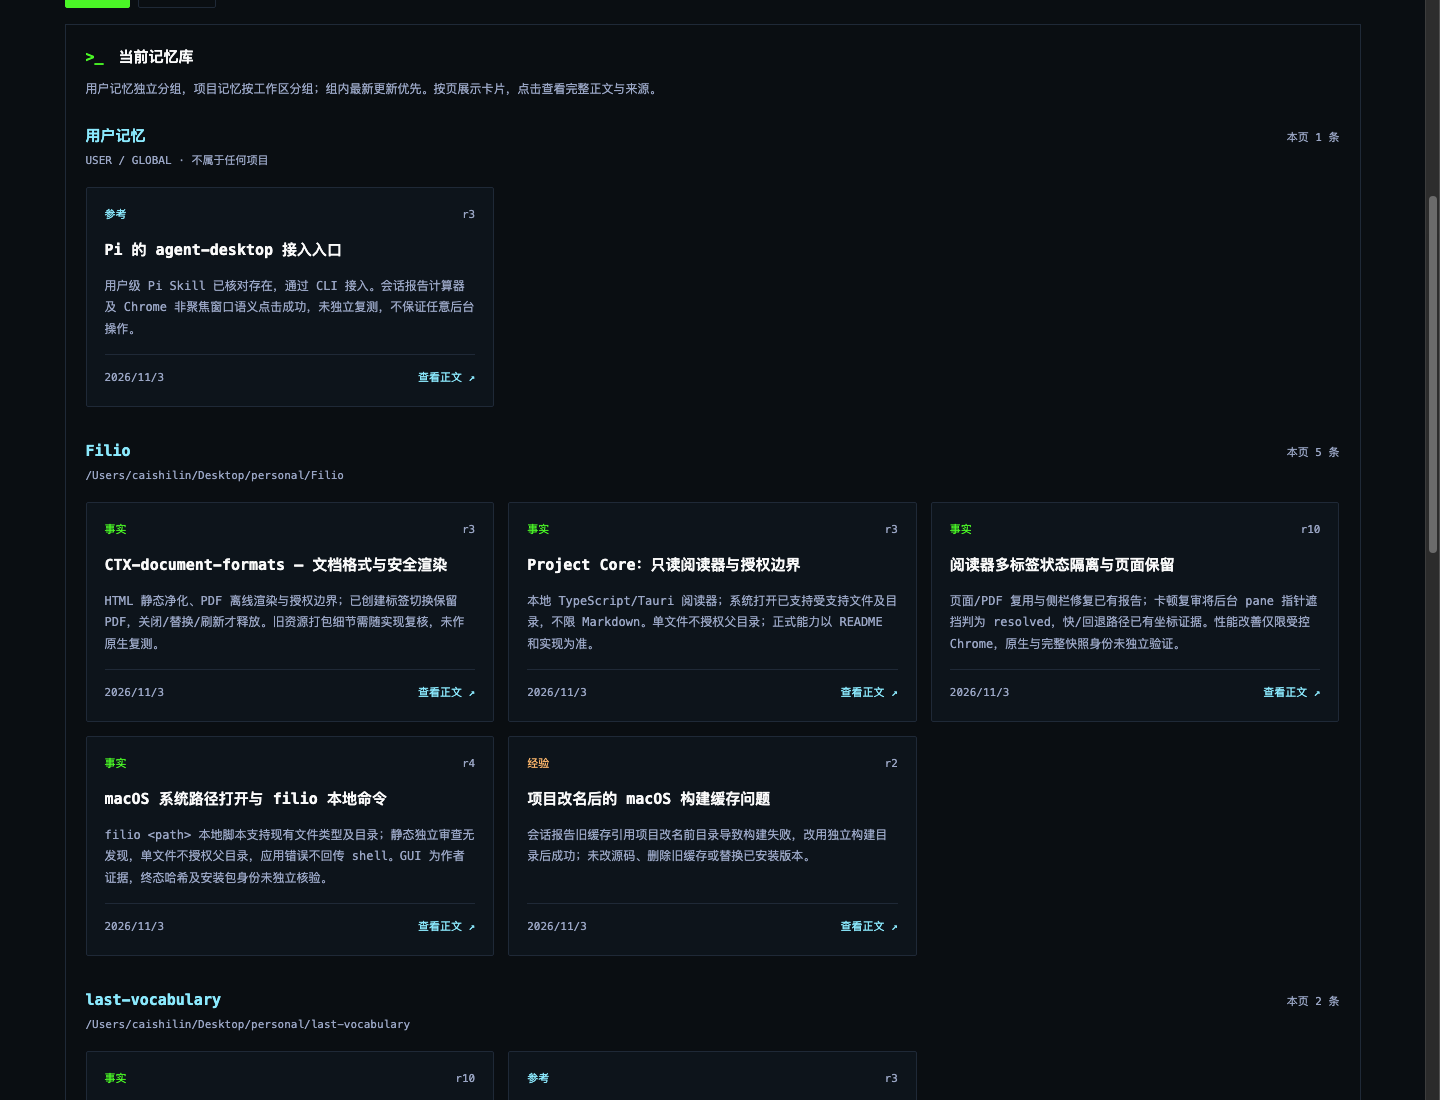 >_ 当前记忆库
用户记忆独立分组，项目记忆按工作区分组；组内最新更新优先。按页展示卡片，点击查看完整正文与来源。
用户记忆
本页 1 条
USER / GLOBAL · 不属于任何项目
参考
r3
Pi 的 agent-desktop 接入入口
用户级 Pi Skill 已核对存在，通过 CLI 接入。会话报告计算器
及 Chrome 非聚焦窗口语义点击成功，未独立复测，不保证任意后台
操作。
2026/11/3
查看正文 ↗
Filio
本页 5 条
/Users/caishilin/Desktop/personal/Filio
事实
r3
CTX-document-formats — 文档格式与安全渲染
HTML 静态净化、PDF 离线渲染与授权边界；已创建标签切换保留
PDF，关闭/替换/刷新才释放。旧资源打包细节需随实现复核，未作
原生复测。
2026/11/3
查看正文 ↗
事实
r3
Project Core：只读阅读器与授权边界
本地 TypeScript/Tauri 阅读器；系统打开已支持受支持文件及目
录，不限 Markdown。单文件不授权父目录；正式能力以 README
和实现为准。
2026/11/3
查看正文 ↗
事实
r10
阅读器多标签状态隔离与页面保留
页面/PDF 复用与侧栏修复已有报告；卡顿复审将后台 pane 指针遮
挡判为 resolved，快/回退路径已有坐标证据。性能改善仅限受控
Chrome，原生与完整快照身份未独立验证。
2026/11/3
查看正文 ↗
事实
r4
macOS 系统路径打开与 filio 本地命令
filio <path> 本地脚本支持现有文件类型及目录；静态独立审查无
发现，单文件不授权父目录，应用错误不回传 shell。GUI 为作者
证据，终态哈希及安装包身份未独立核验。
2026/11/3
查看正文 ↗
经验
r2
项目改名后的 macOS 构建缓存问题
会话报告旧缓存引用项目改名前目录导致构建失败，改用独立构建目
录后成功；未改源码、删除旧缓存或替换已安装版本。
2026/11/3
查看正文 ↗
last-vocabulary
本页 2 条
/Users/caishilin/Desktop/personal/last-vocabulary
事实
r10
参考
r3